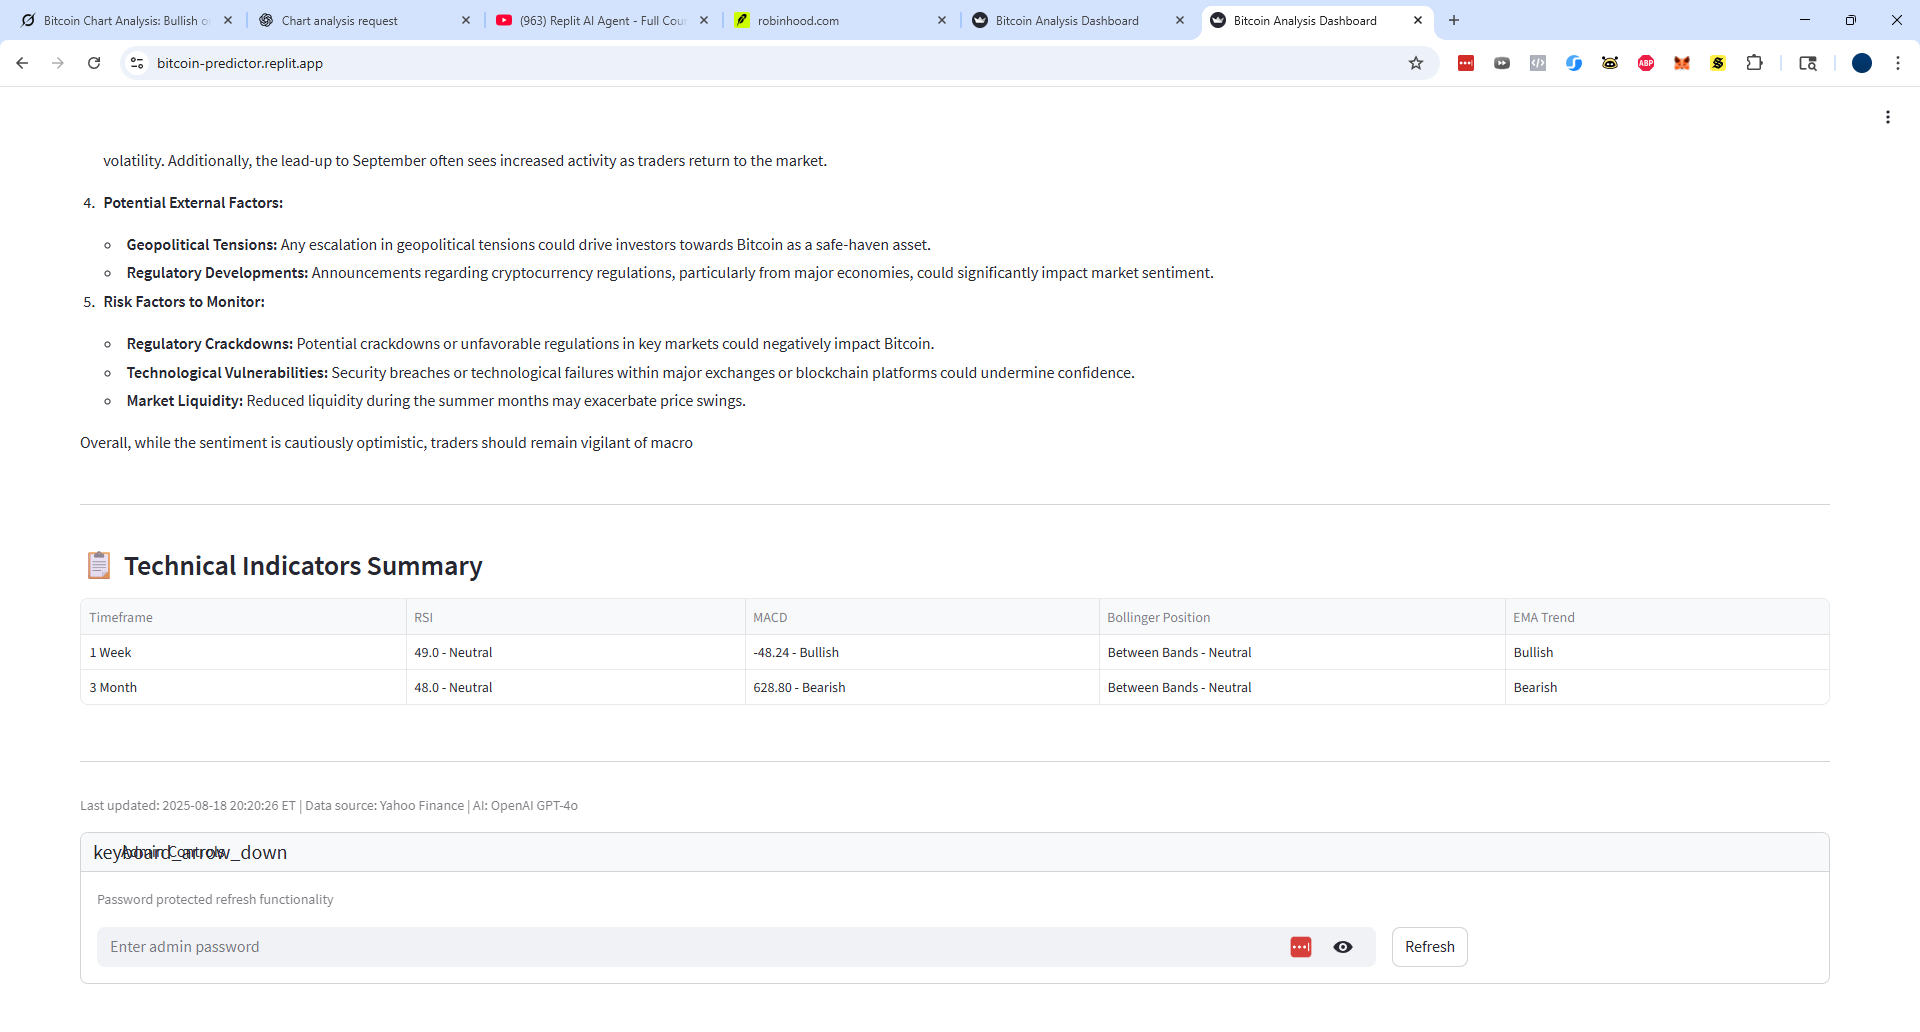 Bitcoin Chart Analysis: Bullish o
Chart analysis request
(963) Replit AI Agent - Full Cou
robinhood.com
Bitcoin Analysis Dashboard
Bitcoin Analysis Dashboard
bitcoin-predictor.replit.app
ABP
volatility. Additionally, the lead-up to September often sees increased activity as traders return to the market.
4. Potential External Factors:
Geopolitical Tensions: Any escalation in geopolitical tensions could drive investors towards Bitcoin as a safe-haven asset.
Regulatory Developments: Announcements regarding cryptocurrency regulations, particularly from major economies, could significantly impact market sentiment.
5. Risk Factors to Monitor:
Regulatory Crackdowns: Potential crackdowns or unfavorable regulations in key markets could negatively impact Bitcoin.
Technological Vulnerabilities: Security breaches or technological failures within major exchanges or blockchain platforms could undermine confidence.
Market Liquidity: Reduced liquidity during the summer months may exacerbate price swings.
Overall, while the sentiment is cautiously optimistic, traders should remain vigilant of macro
Technical Indicators Summary
Timeframe RSI MACD Bollinger Position EMA Trend
1 Week 49.0 - Neutral -48.24 - Bullish Between Bands - Neutral Bullish
3 Month 48.0 - Neutral 628.80 - Bearish Between Bands - Neutral Bearish
Last updated: 2025-08-18 20:20:26 ET | Data source: Yahoo Finance | AI: OpenAI GPT-4o
keyboard_arrow_down
Admin Controls
Password protected refresh functionality
Enter admin password
Refresh